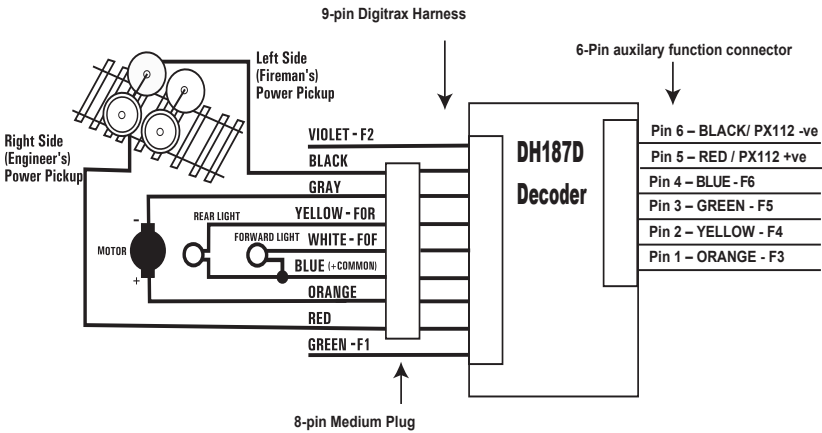 9-pin Digitrax Harness
6-Pin auxilary function connector
Left Side
(Fireman's)
Power Pickup
Right Side
(Engineer's)
Power Pickup
VIOLET - F2
BLACK
GRAY
YELLOW - F0R
WHITE - F0F
BLUE (+COMMON)
ORANGE
RED
GREEN - F1
REAR LIGHT
FORWARD LIGHT
-
MOTOR
+
DH187D
Decoder
Pin 6 – BLACK/ PX112 -ve
Pin 5 – RED / PX112 +ve
Pin 4 – BLUE - F6
Pin 3 – GREEN - F5
Pin 2 – YELLOW - F4
Pin 1 – ORANGE - F3
8-pin Medium Plug